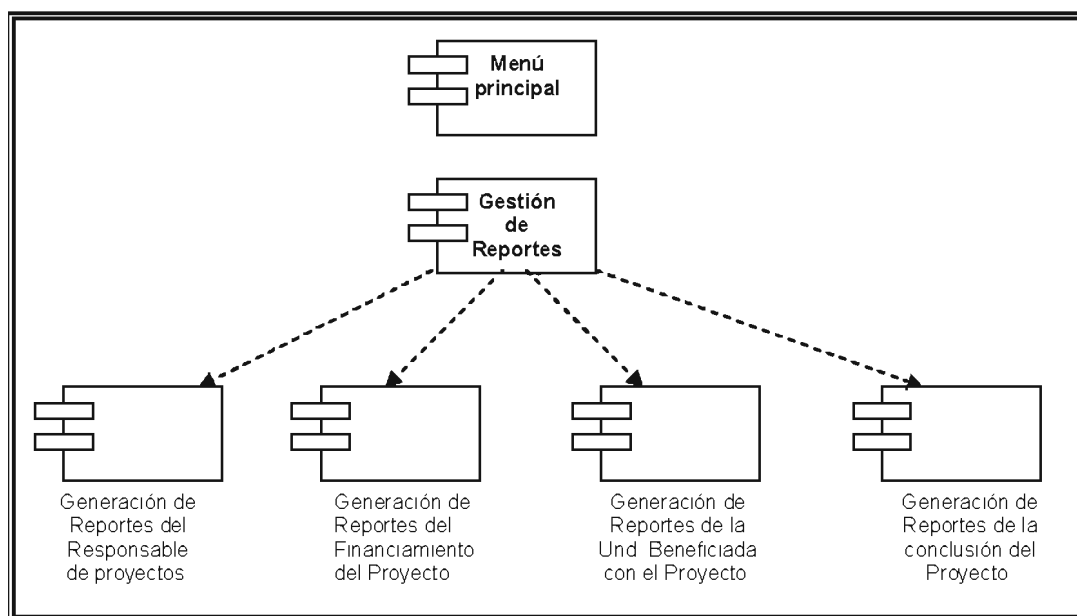 Menú
principal
Gestión
de
Reportes
Generación de
Reportes del
Responsable
de proyectos
Generación de
Reportes del
Financiamiento
del Proyecto
Generación de
Reportes de la
Und Beneficiada
con el Proyecto
Generación de
Reportes de la
conclusión del
Proyecto